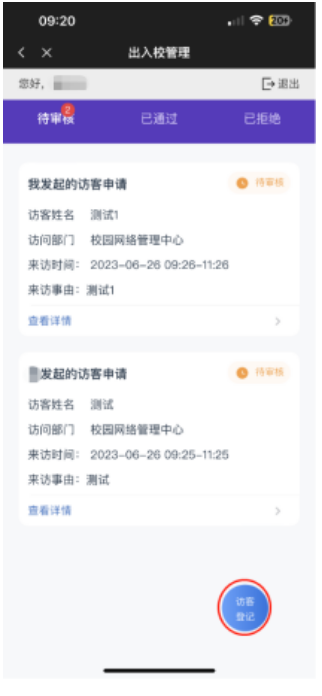 09:20
出入校管理
您好，
退出
待审核 2
已通过
已拒绝
我发起的访客申请
待审核
访客姓名 测试1
访问部门 校园网络管理中心
来访时间： 2023-06-26 09:26-11:26
来访事由：测试1
查看详情
发起的访客申请
待审核
访客姓名 测试
访问部门 校园网络管理中心
来访时间： 2023-06-26 09:25-11:25
来访事由：测试
查看详情
访客
登记